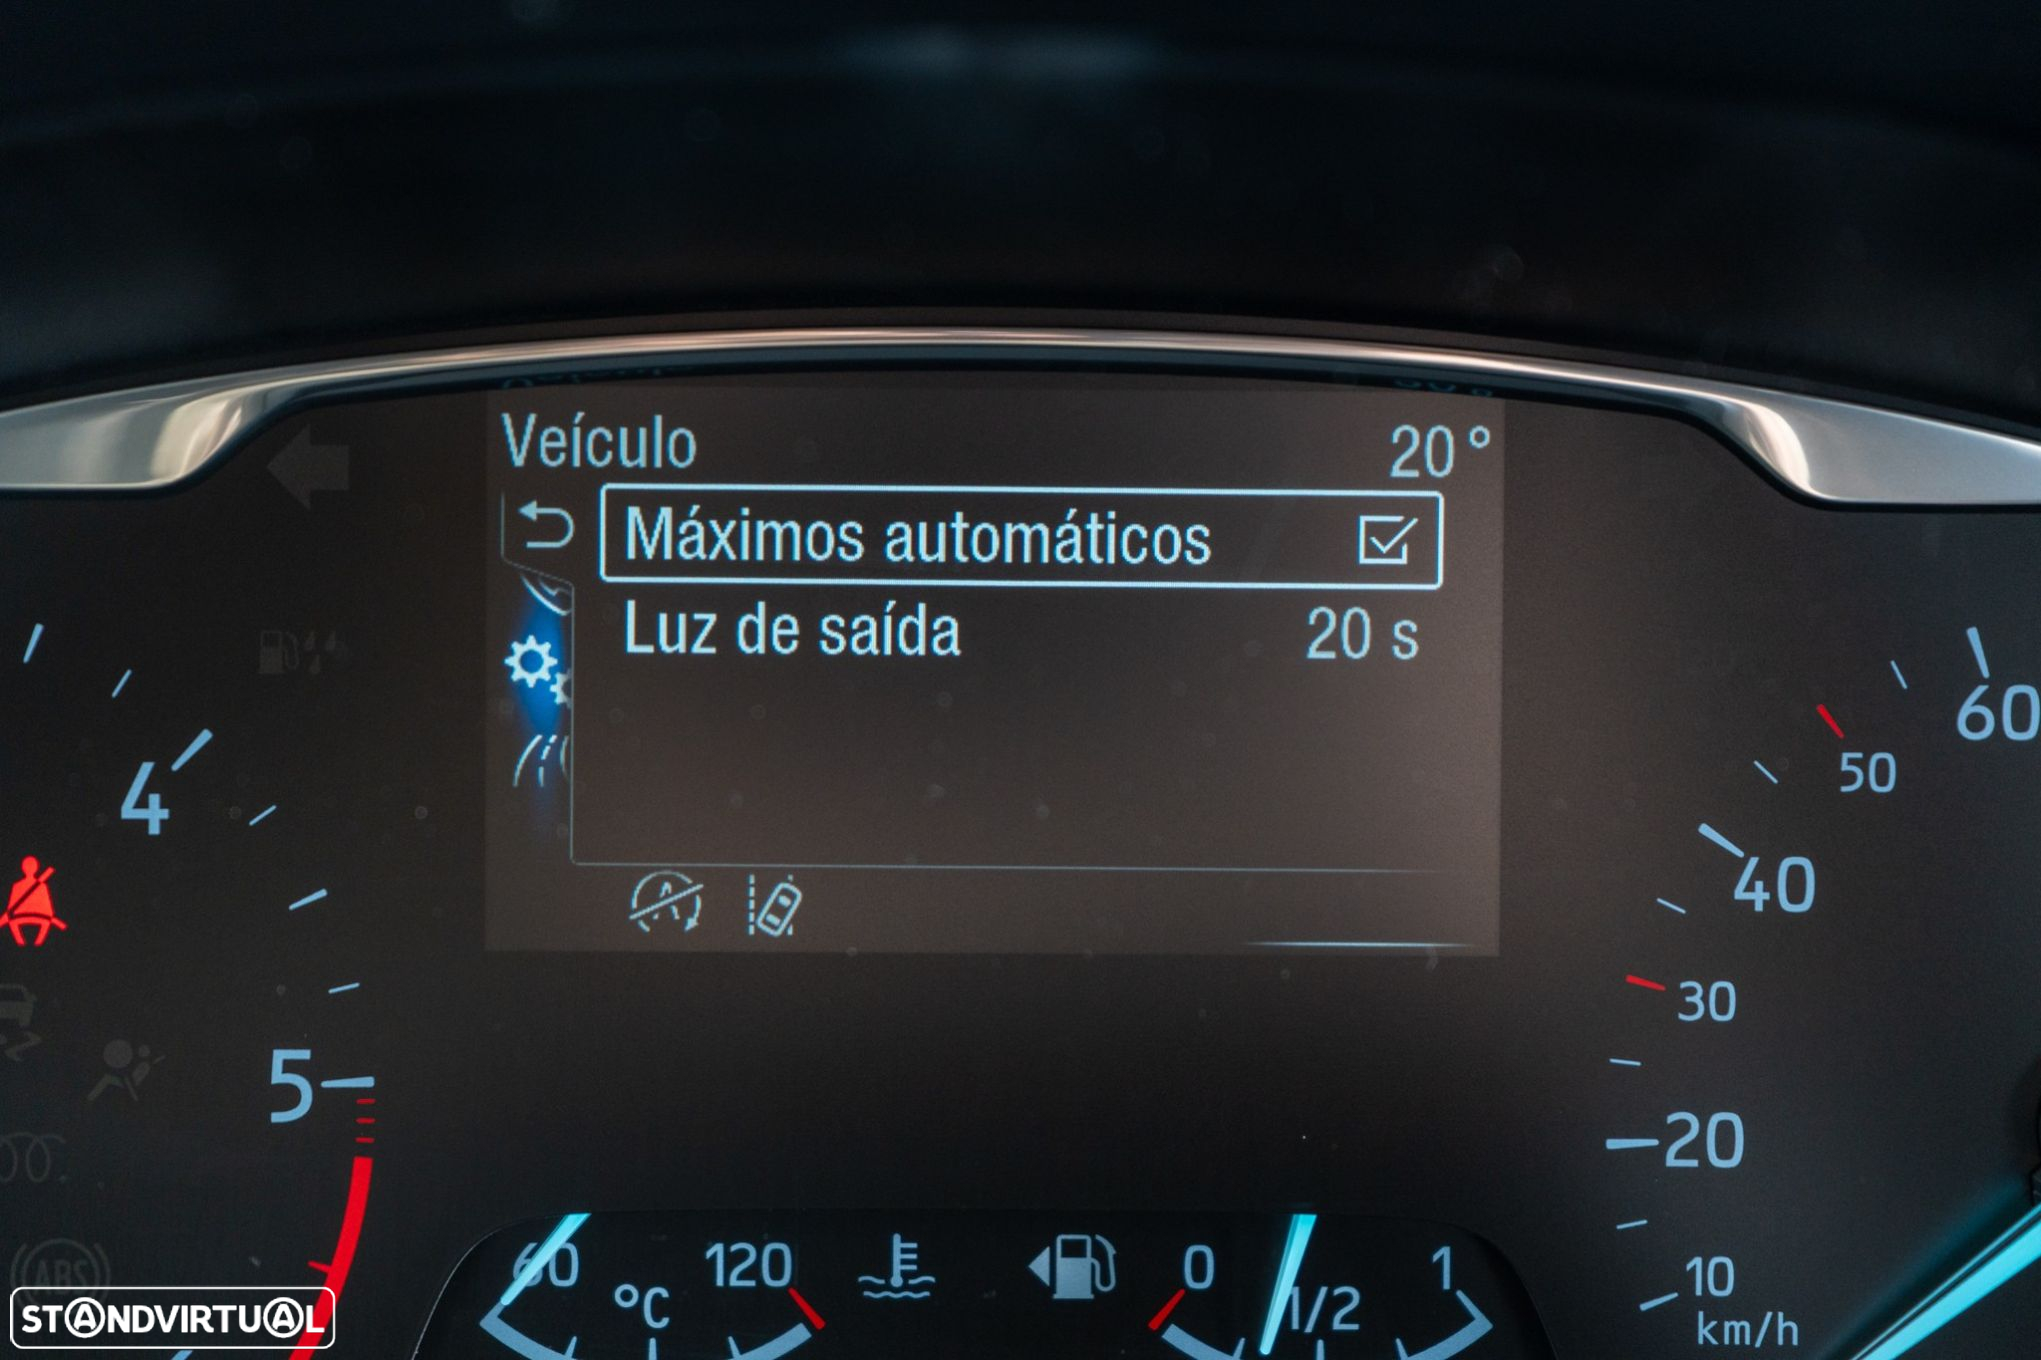 Veículo 20°
Máximos automáticos
Luz de saída 20 s
4
5
60
50
40
30
20
10
km/h
60 120
°C
0 1/2 1
ABS
STANDVIRTUAL